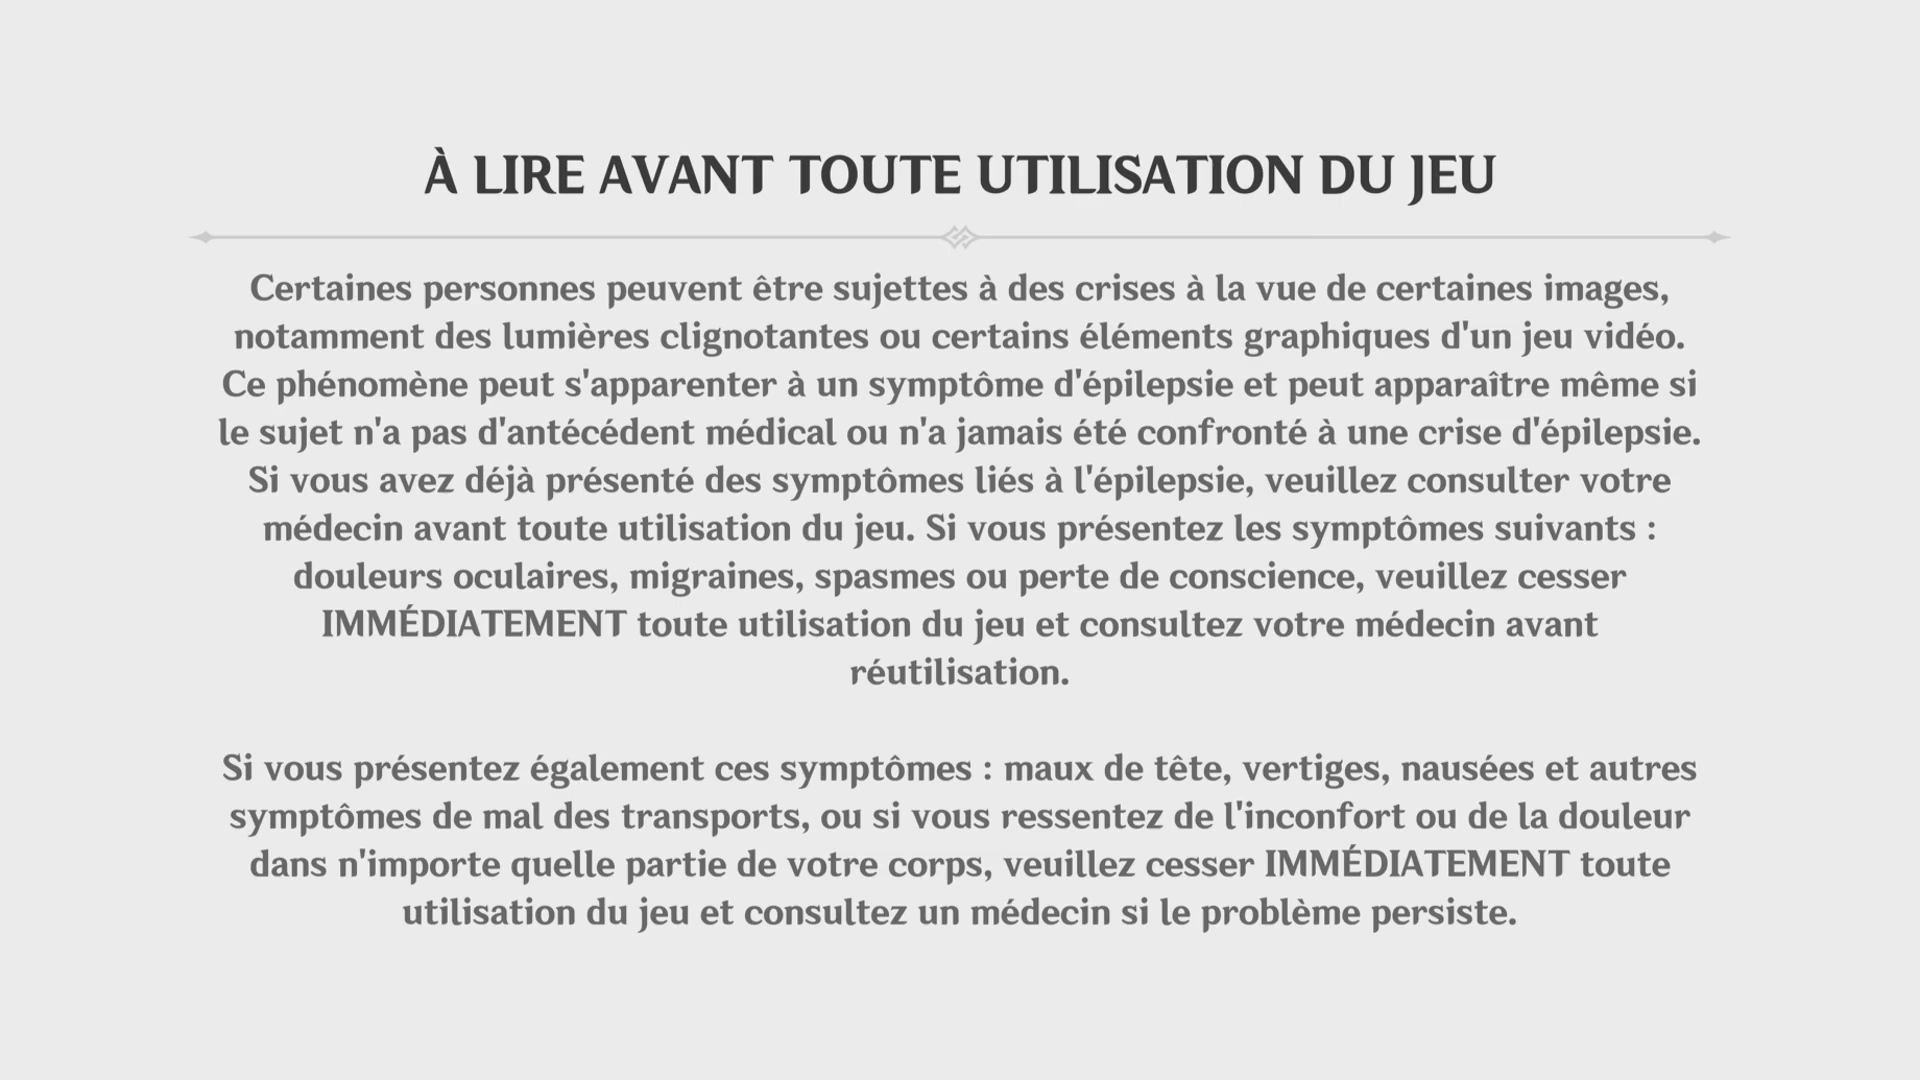 À LIRE AVANT TOUTE UTILISATION DU JEU
Certaines personnes peuvent être sujettes à des crises à la vue de certaines images,
notamment des lumières clignotantes ou certains éléments graphiques d'un jeu vidéo.
Ce phénomène peut s'apparenter à un symptôme d'épilepsie et peut apparaître même si
le sujet n'a pas d'antécédent médical ou n'a jamais été confronté à une crise d'épilepsie.
Si vous avez déjà présenté des symptômes liés à l'épilepsie, veuillez consulter votre
médecin avant toute utilisation du jeu. Si vous présentez les symptômes suivants :
douleurs oculaires, migraines, spasmes ou perte de conscience, veuillez cesser
IMMÉDIATEMENT toute utilisation du jeu et consultez votre médecin avant
réutilisation.
Si vous présentez également ces symptômes : maux de tête, vertiges, nausées et autres
symptômes de mal des transports, ou si vous ressentez de l'inconfort ou de la douleur
dans n'importe quelle partie de votre corps, veuillez cesser IMMÉDIATEMENT toute
utilisation du jeu et consultez un médecin si le problème persiste.